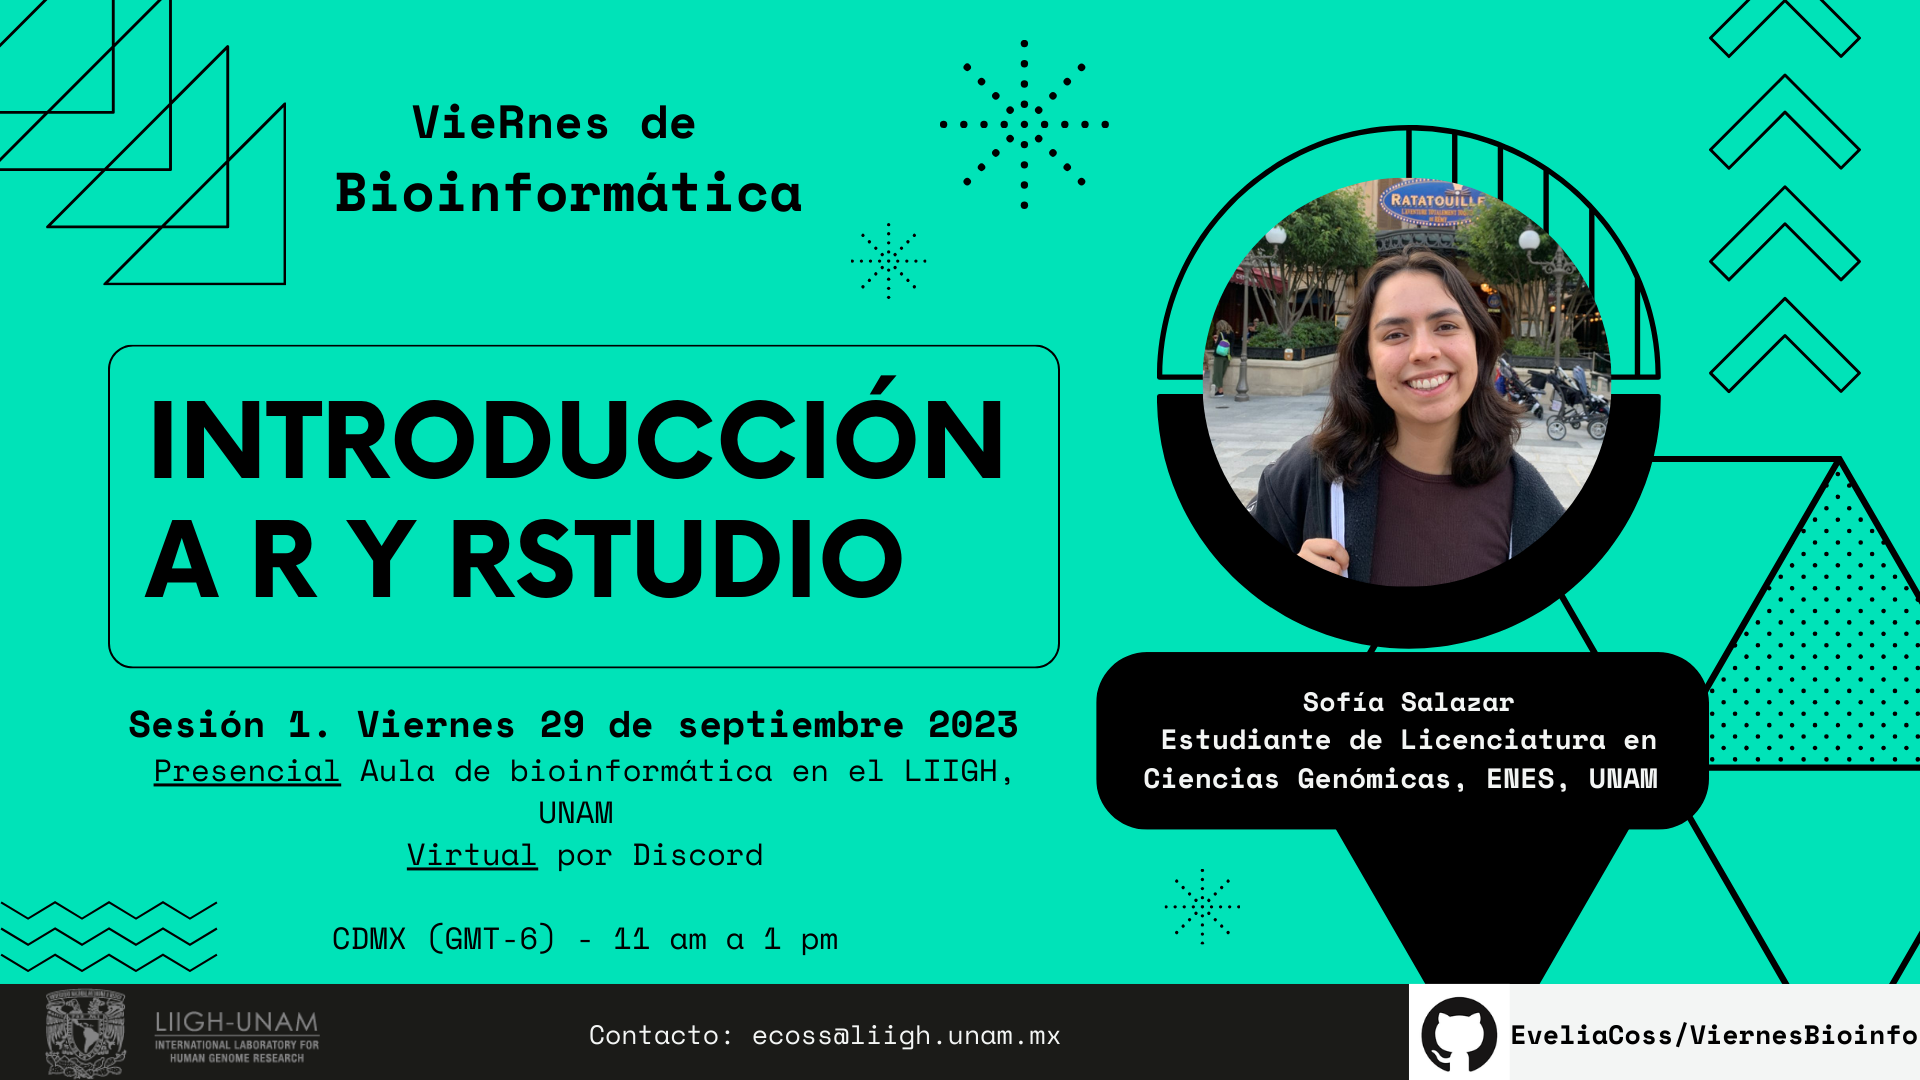 VieRnes de
Bioinformática
RATATOUILLE
INTRODUCCIÓN
A R Y RSTUDIO
Sesión 1. Viernes 29 de septiembre 2023
Presencial Aula de bioinformática en el LIIGH,
UNAM
Virtual por Discord
CDMX (GMT-6) - 11 am a 1 pm
Sofía Salazar
Estudiante de Licenciatura en
Ciencias Genómicas, ENES, UNAM
LIIGH-UNAM
INTERNATIONAL LABORATORY FOR
HUMAN GENOME RESEARCH
Contacto: ecoss@liigh.unam.mx
EveliaCoss/ViernesBioinfo